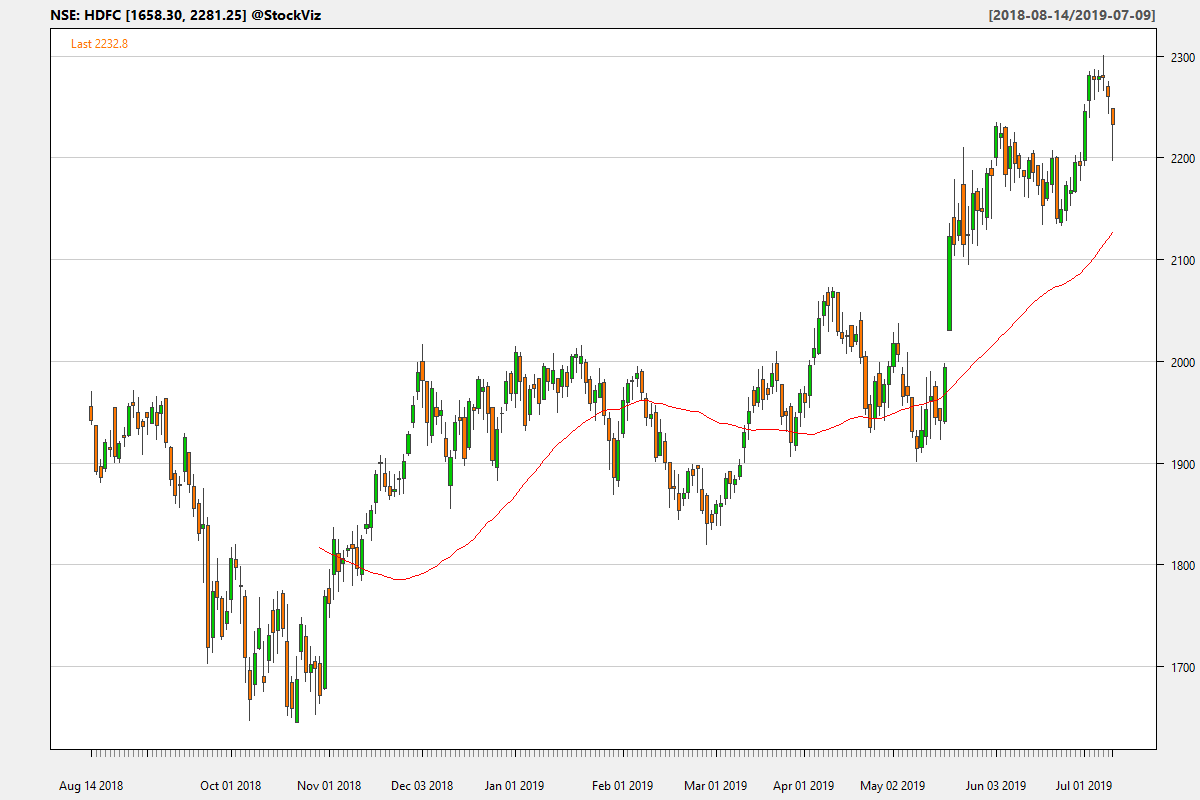 NSE: HDFC [1658.30, 2281.25] @StockViz
[2018-08-14/2019-07-09]
Last 2232.8
2300
2200
2100
2000
1900
1800
1700
Aug 14 2018 Oct 01 2018 Nov 01 2018 Dec 03 2018 Jan 01 2019 Feb 01 2019 Mar 01 2019 Apr 01 2019 May 02 2019 Jun 03 2019 Jul 01 2019